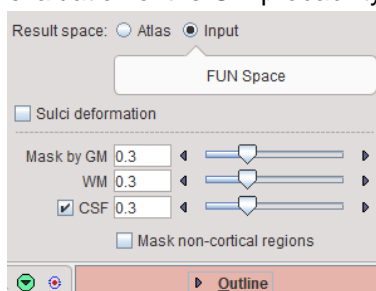 Result space: Atlas Input
FUN Space
Sulci deformation
Mask by GM 0.3
WM 0.3
CSF 0.3
Mask non-cortical regions
Outline